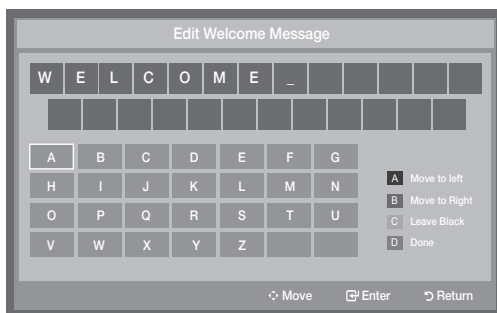 Edit Welcome Message
W E L C O M E _
A B C D E F G
H I J K L M N
O P Q R S T U
V W X Y Z
A Move to left
B Move to Right
C Leave Black
D Done
Move Enter Return